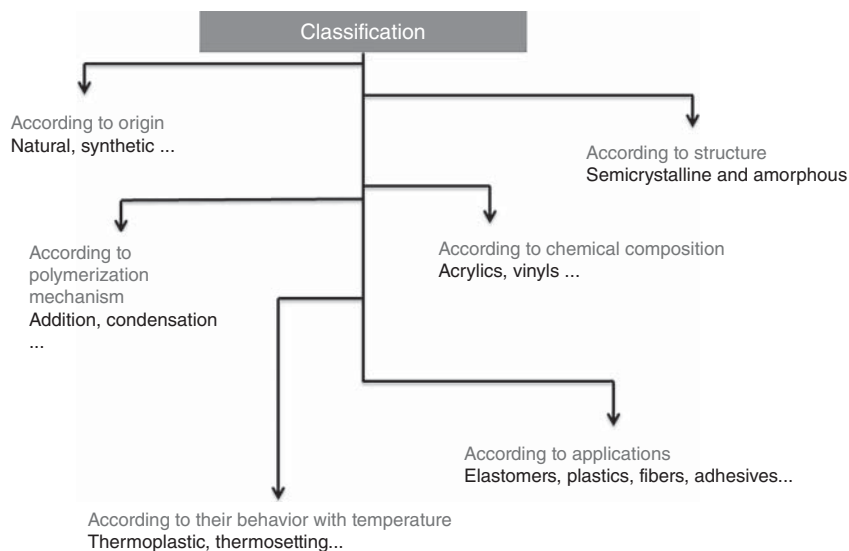 Classification
According to origin
Natural, synthetic ...
According to structure
Semicrystalline and amorphous
According to
polymerization
mechanism
Addition, condensation
...
According to chemical composition
Acrylics, vinyls ...
According to applications
Elastomers, plastics, fibers, adhesives...
According to their behavior with temperature
Thermoplastic, thermosetting...